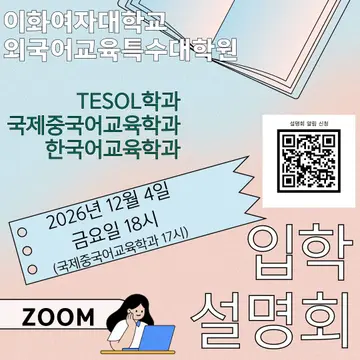 이화여자대학교
외국어교육특수대학원
TESOL학과
국제중국어교육학과
한국어교육학과
설명회 알림 신청
2026년 12월 4일
금요일 18시
(국제중국어교육학과 17시)
입학
설명회
ZOOM